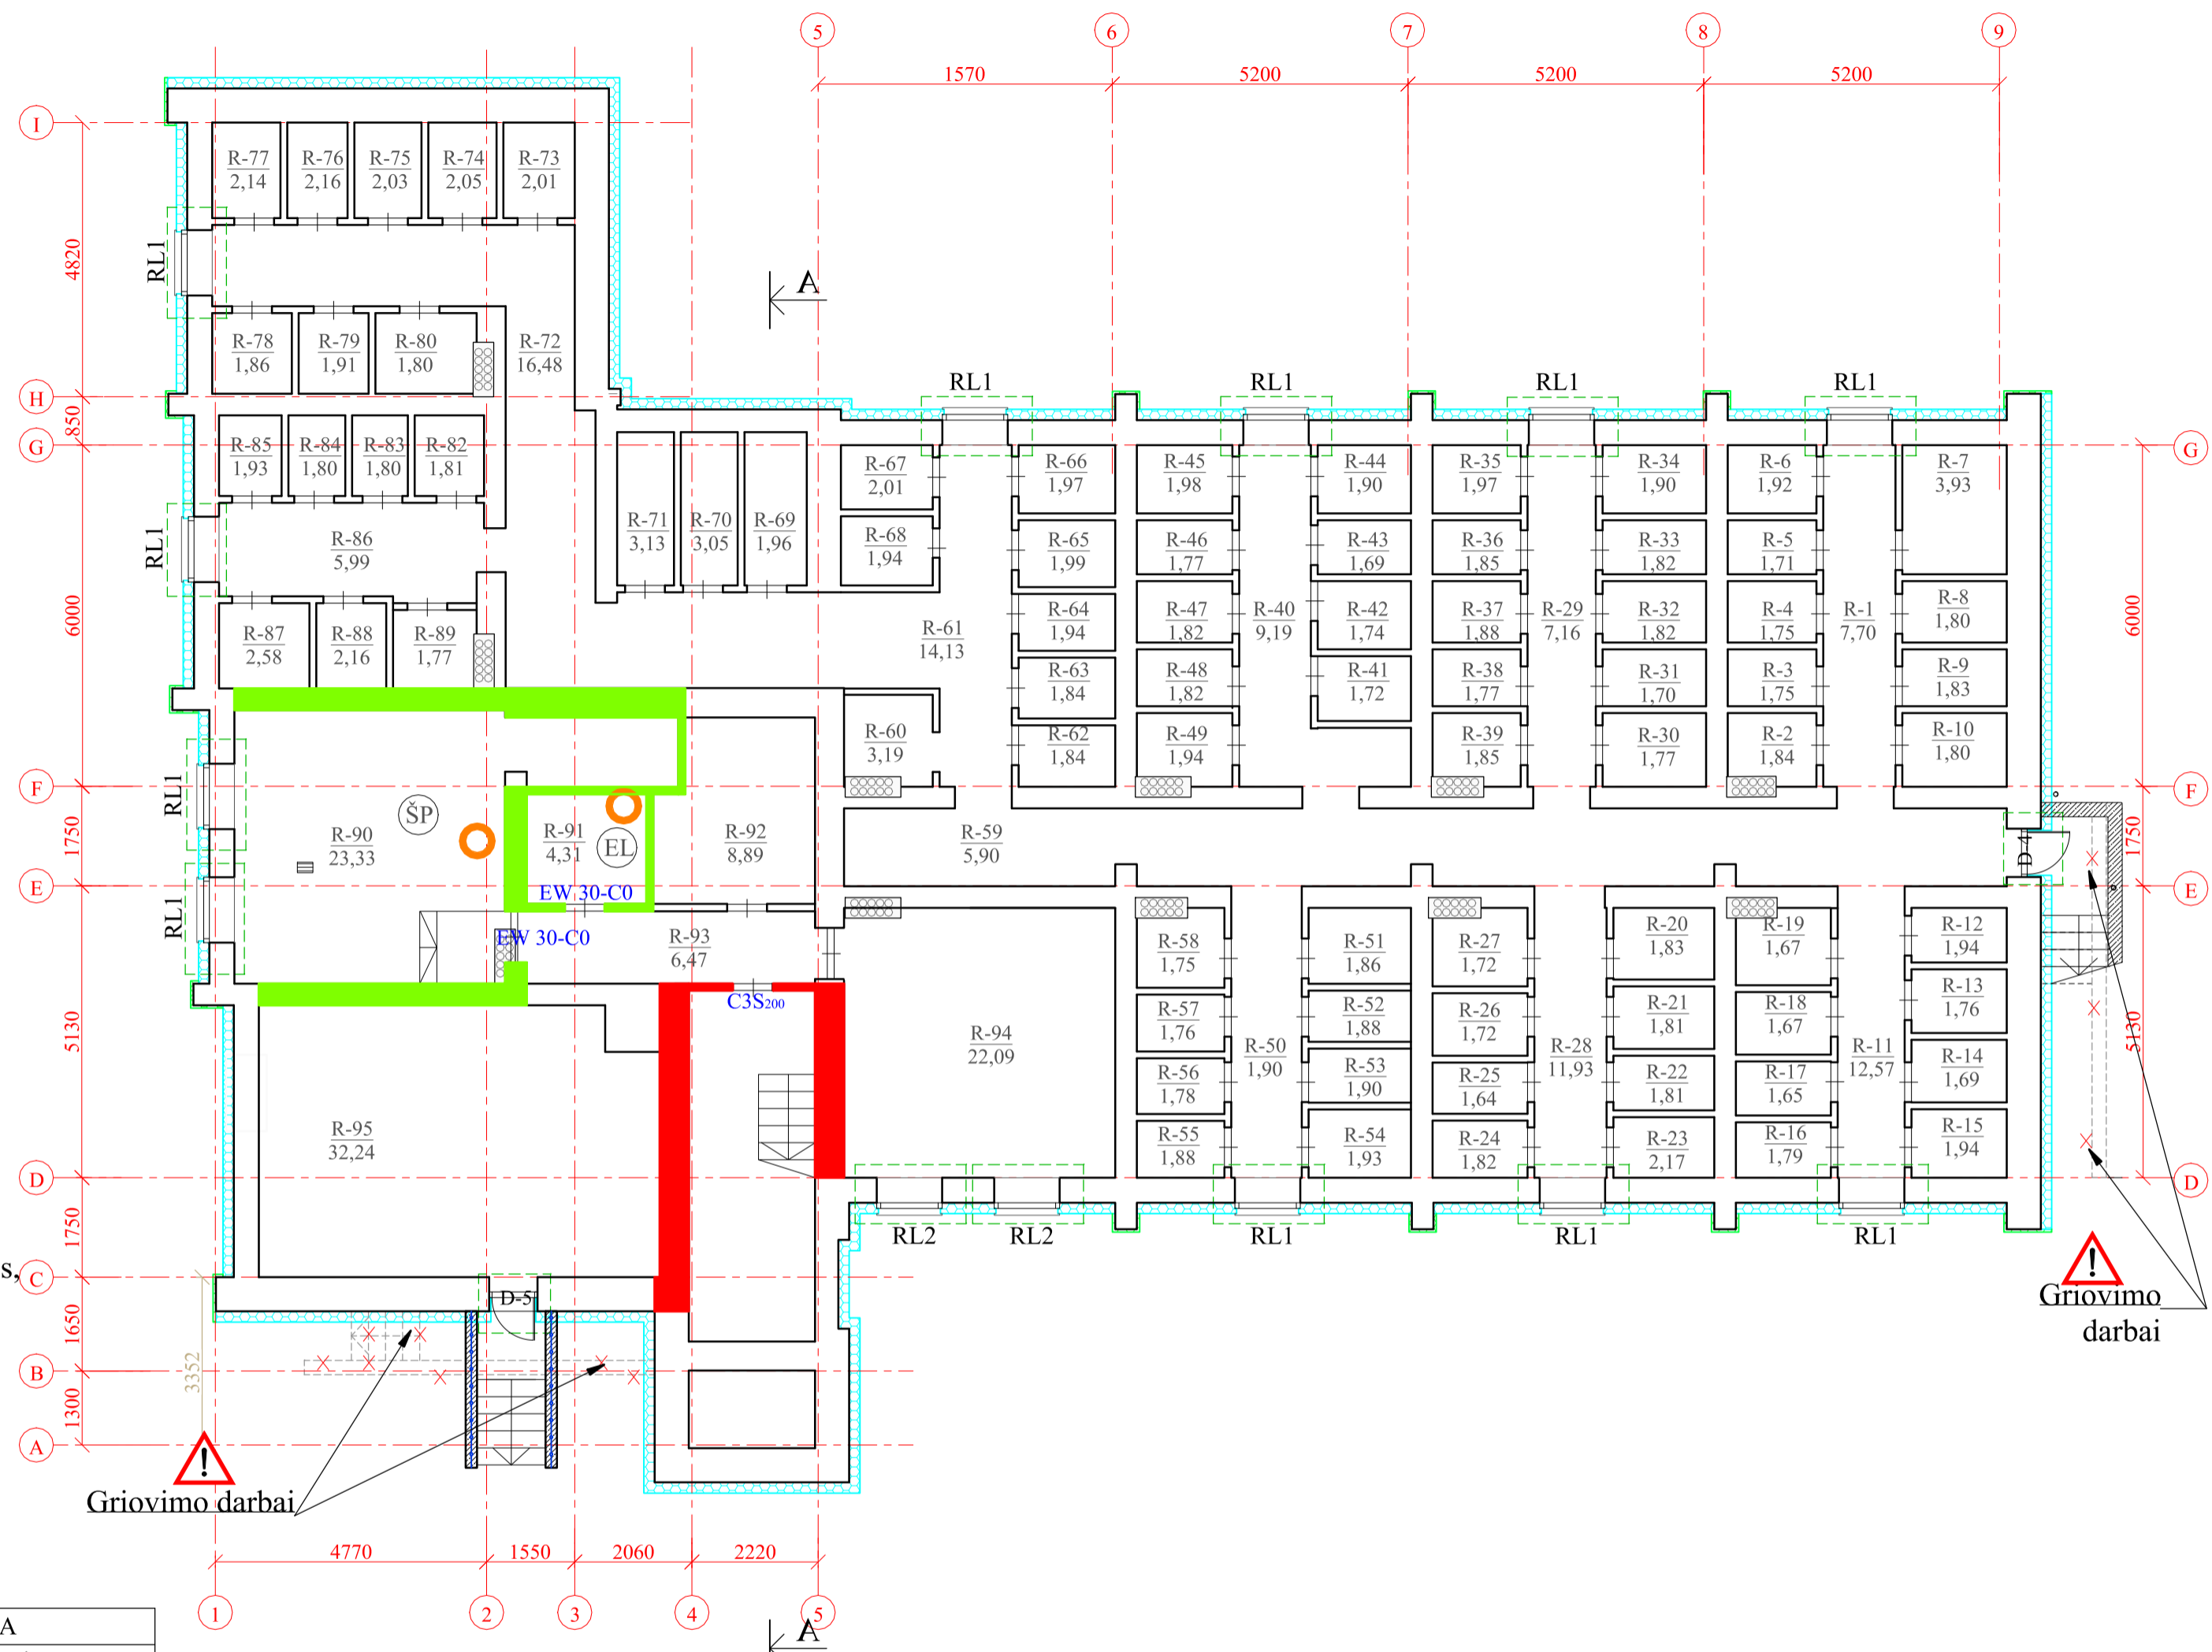 5 6 7 8 9
1570 5200 5200 5200
I
R-77 R-76 R-75 R-74 R-73
2,14 2,16 2,03 2,05 2,01
4820
RL1
A
R-78 R-79 R-80 R-72
1,86 1,91 1,80 16,48
RL1 RL1 RL1 RL1
H
850
G G
R-85 R-84 R-83 R-82
1,93 1,80 1,80 1,81
R-67 R-66 R-45 R-44 R-35 R-34 R-6 R-7
2,01 1,97 1,98 1,90 1,97 1,90 1,92 3,93
R-71 R-70 R-69
3,13 3,05 1,96
RL1
R-86
5,99
R-68 R-65 R-46 R-43 R-36 R-33 R-5
1,94 1,99 1,77 1,69 1,85 1,82 1,71
6000 6000
R-64 R-47 R-40 R-42 R-37 R-29 R-32 R-4 R-1 R-8
1,94 1,82 9,19 1,74 1,88 7,16 1,82 1,75 7,70 1,80
R-87 R-88 R-89 R-61
2,58 2,16 1,77 14,13
R-63 R-48 R-41 R-38 R-31 R-3 R-9
1,84 1,82 1,72 1,77 1,70 1,75 1,83
R-60 R-62 R-49 R-39 R-30 R-2 R-10
3,19 1,84 1,94 1,85 1,77 1,84 1,80
F F
RL1
1750 1750
ŠP
R-90 R-91 EL R-92 R-59
23,33 4,31 8,89 5,90
D-4
E E
RL1
EW 30-C0
EW 30-C0
R-93
6,47
C3S200
R-58 R-51 R-27 R-20 R-19 R-12
1,75 1,86 1,72 1,83 1,67 1,94
5130 5130
R-94
22,09
R-57 R-52 R-26 R-21 R-18 R-13
1,76 1,88 1,72 1,81 1,67 1,76
R-50 R-28 R-11
1,90 11,93 12,57
R-56 R-53 R-25 R-22 R-17 R-14
1,78 1,90 1,64 1,81 1,65 1,69
R-95
32,24
R-55 R-54 R-24 R-23 R-16 R-15
1,88 1,93 1,82 2,17 1,79 1,94
D D
RL2 RL2 RL1 RL1 RL1
1750
s,
C
D-5
!
Griovimo
darbai
1650
3352
B
1300
A
!
Griovimo darbai
4770 1550 2060 2220
1 2 3 4 5
A
A